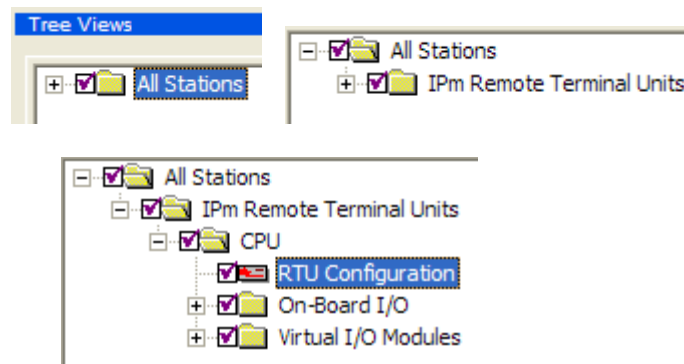 Tree Views
All Stations
All Stations
IPm Remote Terminal Units
All Stations
IPm Remote Terminal Units
CPU
RTU Configuration
On-Board I/O
Virtual I/O Modules